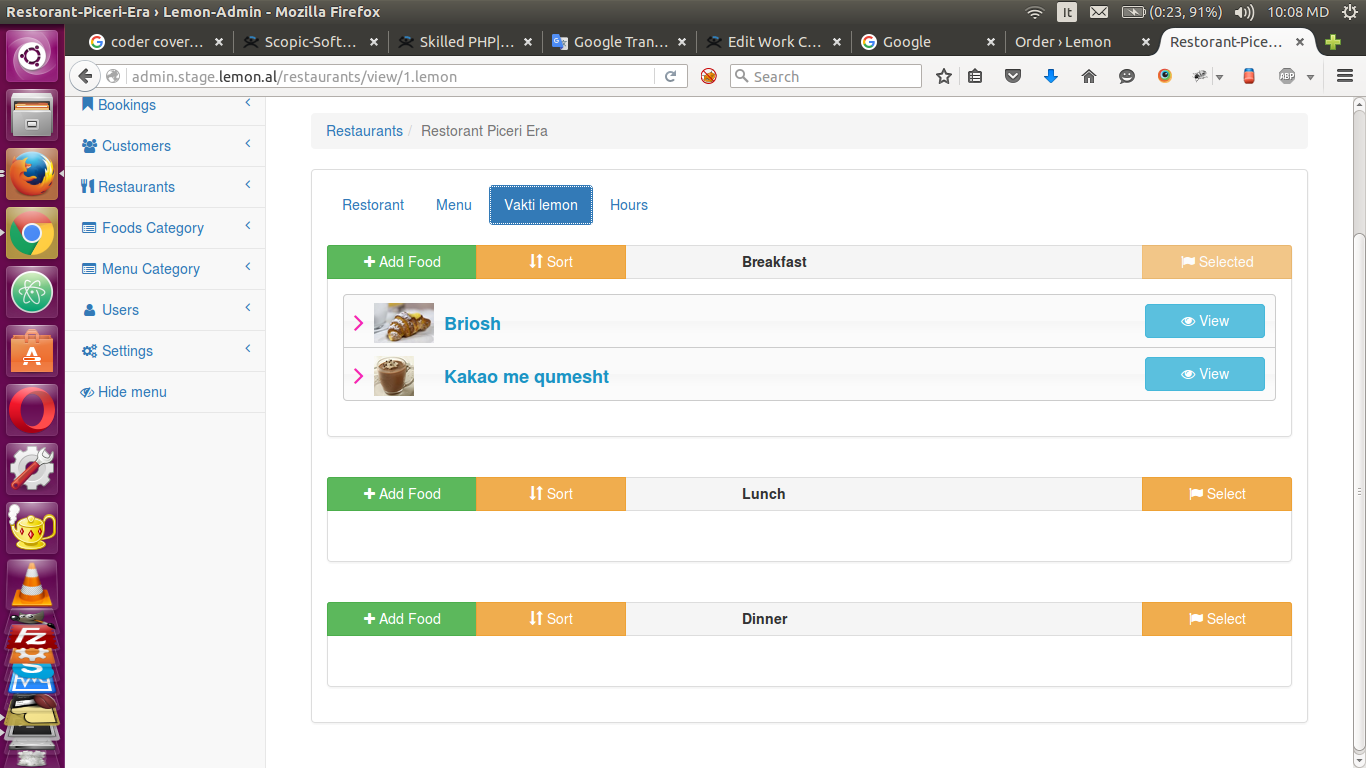 Restorant-Piceri-Era › Lemon-Admin - Mozilla Firefox
It
(0:23, 91%)
10:08 MD
coder cover...
Scopic-Soft...
Skilled PHP|...
Google Tran...
Edit Work C...
Google
Order › Lemon
Restorant-Pice...
admin.stage.lemon.al/restaurants/view/1.lemon
Search
ABP
Bookings
Customers
Restaurants
Foods Category
Menu Category
Users
Settings
Hide menu
Restaurants / Restorant Piceri Era
Restorant Menu Vakti lemon Hours
Add Food Sort Breakfast Selected
Briosh View
Kakao me qumesht View
Add Food Sort Lunch Select
Add Food Sort Dinner Select